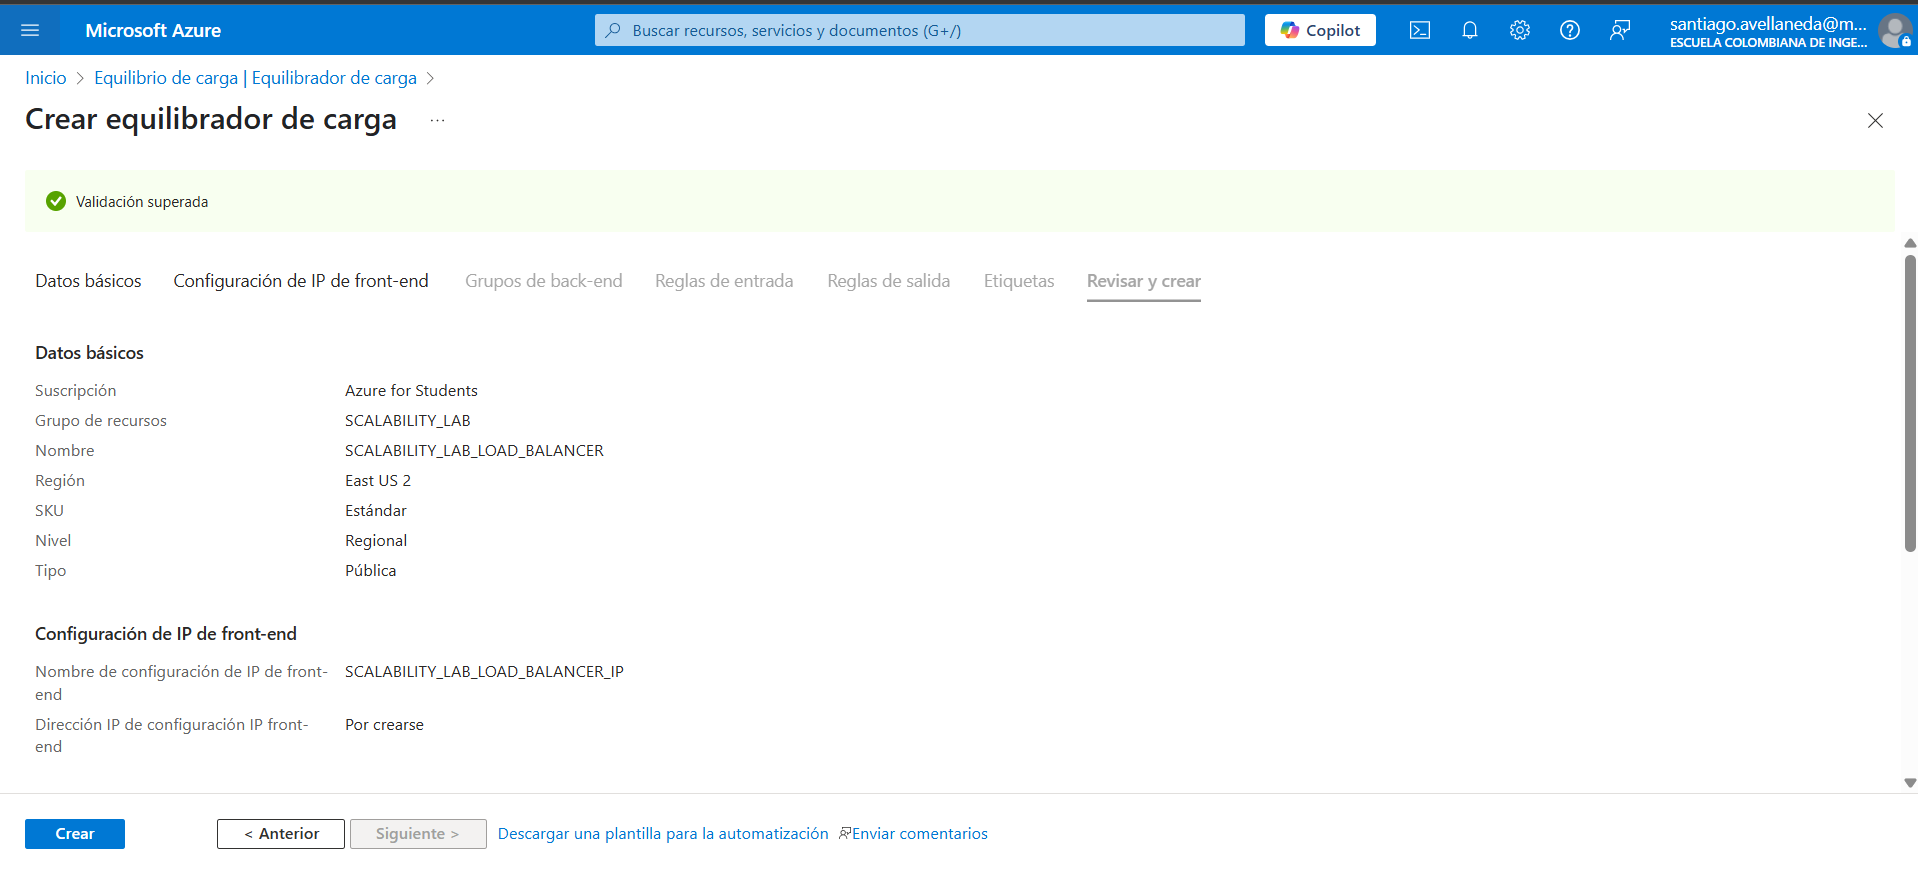 Microsoft Azure
Buscar recursos, servicios y documentos (G+/)
Copilot
santiago.avellaneda@m...
ESCUELA COLOMBIANA DE INGE...
Inicio > Equilibrio de carga | Equilibrador de carga >
Crear equilibrador de carga ...
Validación superada
Datos básicos Configuración de IP de front-end Grupos de back-end Reglas de entrada Reglas de salida Etiquetas Revisar y crear
Datos básicos
Suscripción Azure for Students
Grupo de recursos SCALABILITY_LAB
Nombre SCALABILITY_LAB_LOAD_BALANCER
Región East US 2
SKU Estándar
Nivel Regional
Tipo Pública
Configuración de IP de front-end
Nombre de configuración de IP de front- SCALABILITY_LAB_LOAD_BALANCER_IP
end
Dirección IP de configuración IP front- Por crearse
end
Crear < Anterior Siguiente > Descargar una plantilla para la automatización Enviar comentarios